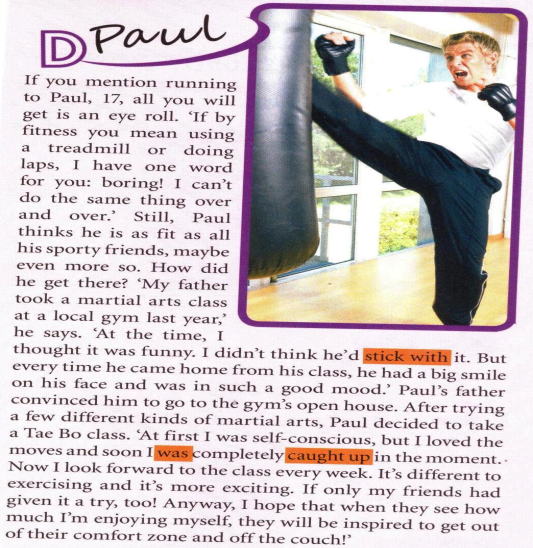 D Paul
If you mention running
to Paul, 17, all you will
get is an eye roll. ‘If by
fitness you mean using
a treadmill or doing
laps, I have one word
for you: boring! I can’t
do the same thing over
and over.’ Still, Paul
thinks he is as fit as all
his sporty friends, maybe
even more so. How did
he get there? ‘My father
took a martial arts class
at a local gym last year,’
he says. ‘At the time, I
thought it was funny. I didn’t think he’d stick with it. But
every time he came home from his class, he had a big smile
on his face and was in such a good mood.’ Paul’s father
convinced him to go to the gym’s open house. After trying
a few different kinds of martial arts, Paul decided to take
a Tae Bo class. ‘At first I was self-conscious, but I loved the
moves and soon I was completely caught up in the moment.
Now I look forward to the class every week. It’s different to
exercising and it’s more exciting. If only my friends had
given it a try, too! Anyway, I hope that when they see how
much I’m enjoying myself, they will be inspired to get out
of their comfort zone and off the couch!’